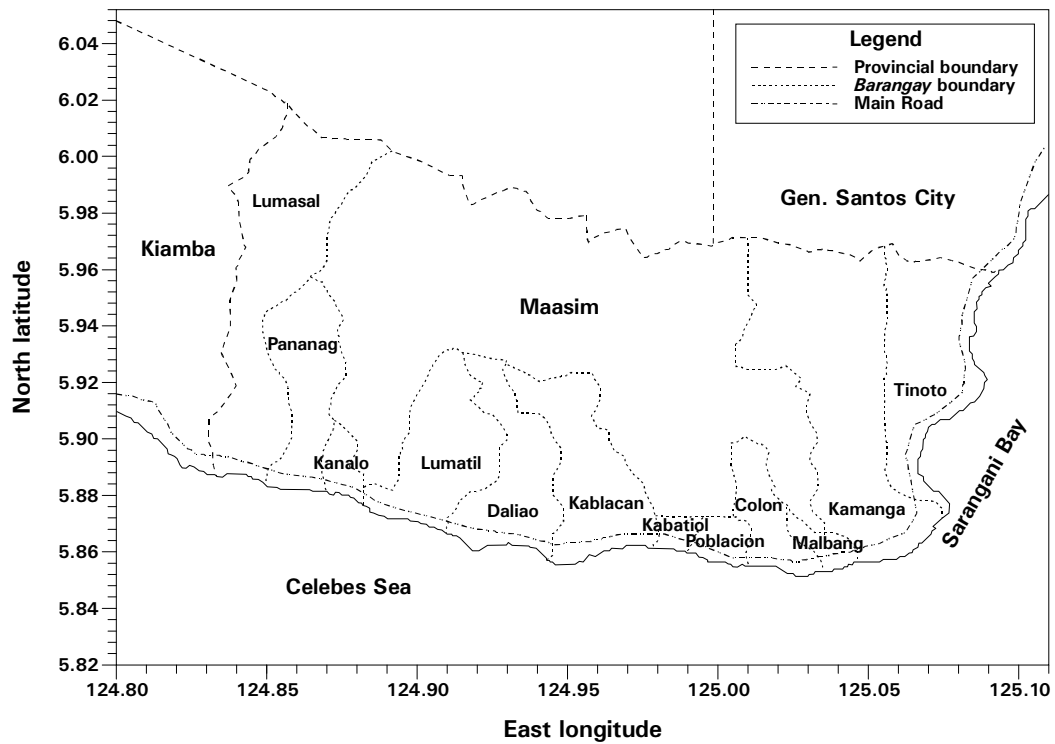 Legend
Provincial boundary
Barangay boundary
Main Road
6.04
6.02
6.00
5.98
5.96
5.94
5.92
5.90
5.88
5.86
5.84
5.82
North latitude
Lumasal
Gen. Santos City
Kiamba
Maasim
Pananag
Tinoto
Kanalo
Lumatil
Sarangani Bay
Daliao
Kablacan
Colon
Kamanga
Kabatiol
Poblacion
Malbang
Celebes Sea
124.80
124.85
124.90
124.95
125.00
125.05
125.10
East longitude